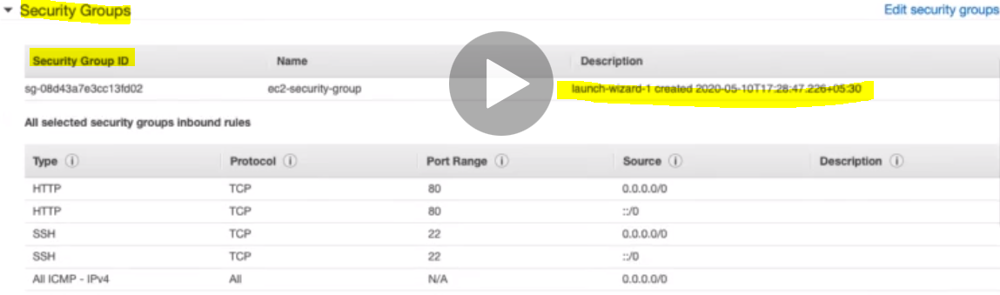 Security Groups Edit security groups
Security Group ID Name Description
sg-08d43a7e3cc13fd02 ec2-security-group launch-wizard-1 created 2020-05-10T17:28:47.226+05:30
All selected security groups inbound rules
Type i Protocol i Port Range i Source i Description i
HTTP TCP 80 0.0.0.0/0
HTTP TCP 80 ::/0
SSH TCP 22 0.0.0.0/0
SSH TCP 22 ::/0
All ICMP - IPv4 All N/A 0.0.0.0/0